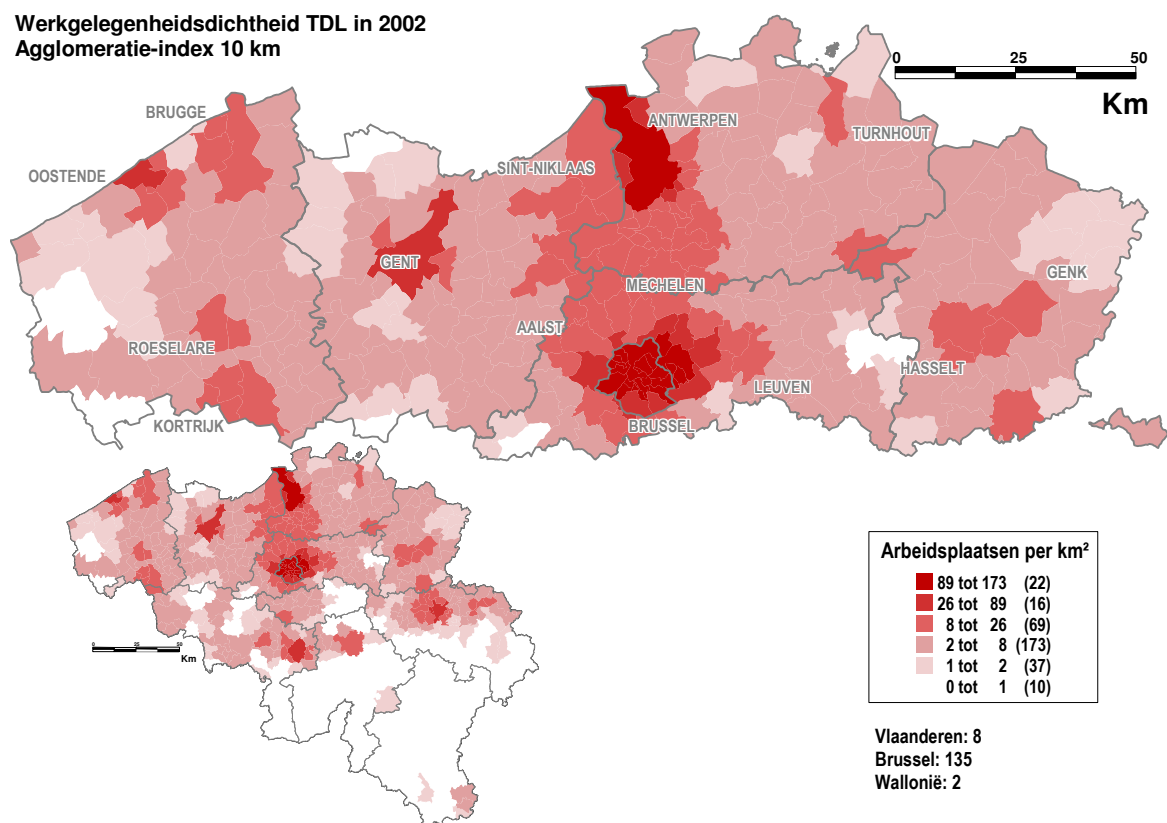 Werkgelegenheidsdichtheid TDL in 2002
Agglomeratie-index 10 km
0 25 50
Km
BRUGGE
ANTWERPEN
TURNHOUT
SINT-NIKLAAS
OOSTENDE
GENT
GENK
MECHELEN
AALST
ROESELARE
HASSELT
LEUVEN
KORTRIJK
BRUSSEL
0 25 50
Km
Arbeidsplaatsen per km²
89 tot 173 (22)
26 tot 89 (16)
8 tot 26 (69)
2 tot 8 (173)
1 tot 2 (37)
0 tot 1 (10)
Vlaanderen: 8
Brussel: 135
Wallonië: 2